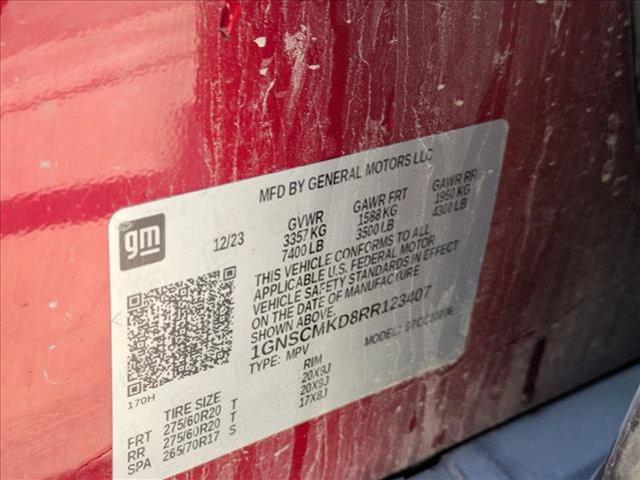 MFD BY GENERAL MOTORS LLC
gm
12/23
GVWR GAWR FRT GAWR RR
3357 KG 1588 KG 1950 KG
7400 LB 3500 LB 4300 LB
THIS VEHICLE CONFORMS TO ALL
APPLICABLE U.S. FEDERAL MOTOR
VEHICLE SAFETY STANDARDS IN EFFECT
ON THE DATE OF MANUFACTURE
SHOWN ABOVE.
1GNSCMKD8RR123407
TYPE: MPV MODEL:
170H
TIRE SIZE RIM
FRT 275/60R20 T 20X9J
RR 275/60R20 T 20X9J
SPA 265/70R17 S 17X8J